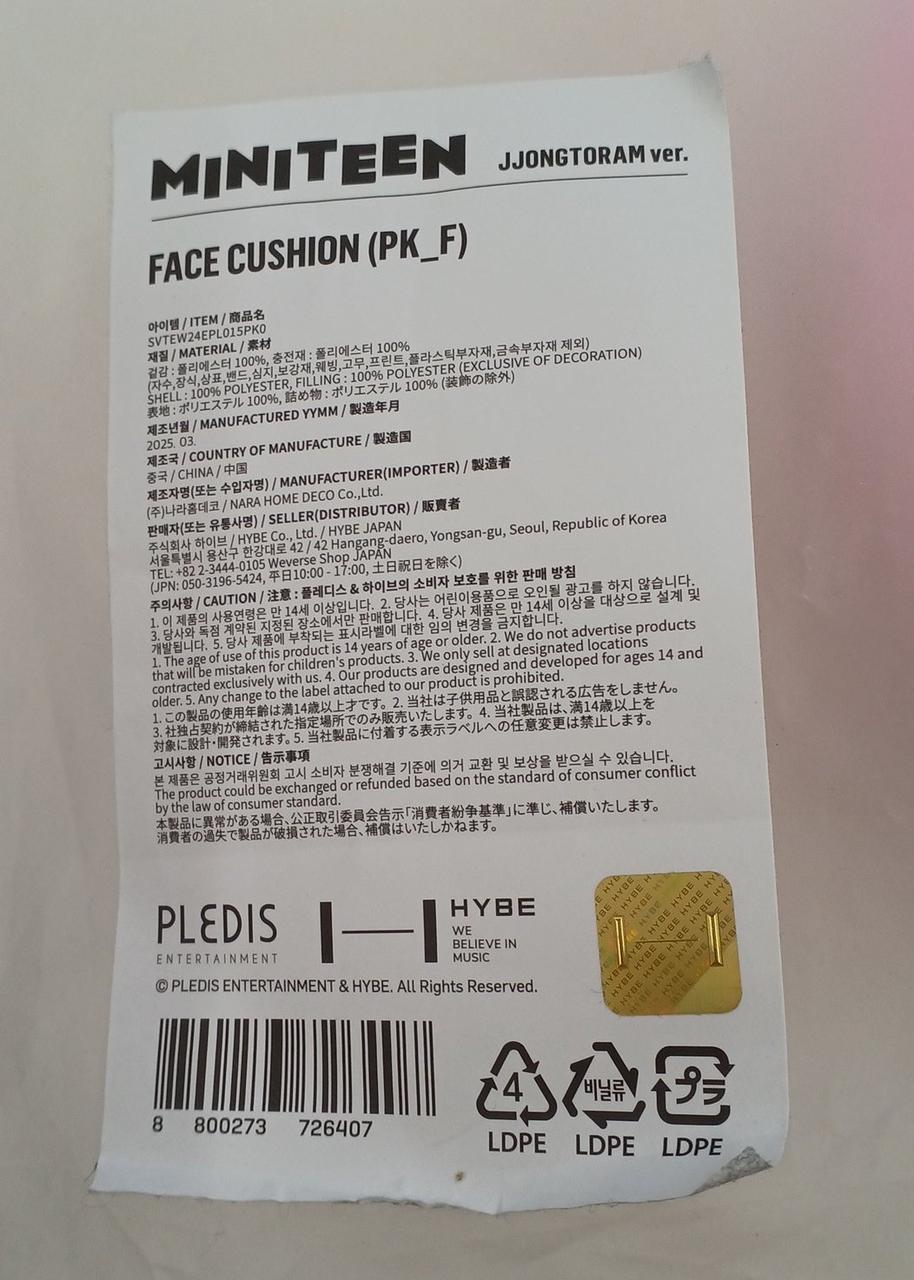 MINITEEN JJONGTORAM ver.
FACE CUSHION (PK_F)
아이템 / ITEM / 商品名
SVTEW24EPL015PK0
재질 / MATERIAL / 素材
겉감 : 폴리에스터 100%, 충전재 : 폴리에스터 100%
(자수,장식,상표,밴드,심지,보강재,웨빙,고무,프린트,플라스틱부자재,금속부자재 제외)
SHELL : 100% POLYESTER, FILLING : 100% POLYESTER (EXCLUSIVE OF DECORATION)
表地 : ポリエステル 100%, 詰め物 : ポリエステル 100% (装飾の除外)
제조년월 / MANUFACTURED YYMM / 製造年月
2025. 03.
제조국 / COUNTRY OF MANUFACTURE / 製造国
중국 / CHINA / 中国
제조자명(또는 수입자명) / MANUFACTURER(IMPORTER) / 製造者
(주)나라홈데코 / NARA HOME DECO Co.,Ltd.
판매자(또는 유통사명) / SELLER(DISTRIBUTOR) / 販賣者
주식회사 하이브 / HYBE Co., Ltd. / HYBE JAPAN
서울특별시 용산구 한강대로 42 / 42 Hangang-daero, Yongsan-gu, Seoul, Republic of Korea
TEL: +82 2-3444-0105 Weverse Shop JAPAN
(JPN: 050-3196-5424, 平日10:00 - 17:00, 土日祝日を除く)
주의사항 / CAUTION / 注意 : 플레디스 & 하이브의 소비자 보호를 위한 판매 방침
1. 이 제품의 사용연령은 만 14세 이상입니다. 2. 당사는 어린이용품으로 오인될 광고를 하지 않습니다.
3. 당사와 독점 계약된 지정된 장소에서만 판매합니다. 4. 당사 제품은 만 14세 이상을 대상으로 설계 및
개발됩니다. 5. 당사 제품에 부착되는 표시라벨에 대한 임의 변경을 금지합니다.
1. The age of use of this product is 14 years of age or older. 2. We do not advertise products
that will be mistaken for children's products. 3. We only sell at designated locations
contracted exclusively with us. 4. Our products are designed and developed for ages 14 and
older. 5. Any change to the label attached to our product is prohibited.
1. この製品の使用年齢は満14歳以上才です。 2. 当社は子供用品と誤認される広告をしません。
3. 社独占契約が締結された指定場所でのみ販売いたします。 4. 当社製品は、満14歳以上を
対象に設計・開発されます。 5. 当社製品に付着する表示ラベルへの任意変更は禁止します。
고시사항 / NOTICE / 告示事項
본 제품은 공정거래위원회 고시 소비자 분쟁해결 기준에 의거 교환 및 보상을 받으실 수 있습니다.
The product could be exchanged or refunded based on the standard of consumer conflict
by the law of consumer standard.
本製品に異常がある場合、公正取引委員会告示「消費者紛争基準」に準じ、補償いたします。
消費者の過失で製品が破損された場合、補償はいたしかねます。
PLEDIS
ENTERTAINMENT
HYBE
WE
BELIEVE IN
MUSIC
© PLEDIS ENTERTAINMENT & HYBE. All Rights Reserved.
8 800273 726407
4
LDPE
비닐류
LDPE
プラ
LDPE